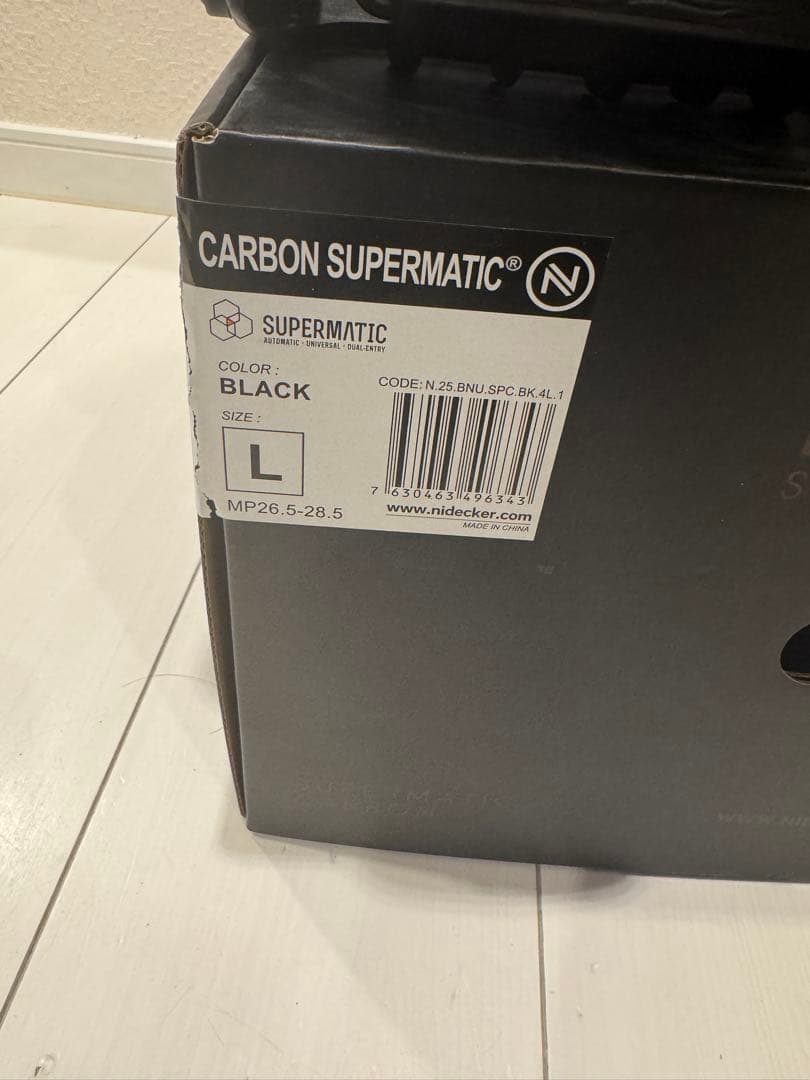 CARBON SUPERMATIC®
SUPERMATIC
AUTOMATIC · UNIVERSAL · DUAL-ENTRY
COLOR :
BLACK
CODE: N.25.BNU.SPC.BK.4L.1
SIZE :
L
7 630463 496343
MP26.5-28.5
www.nidecker.com
MADE IN CHINA